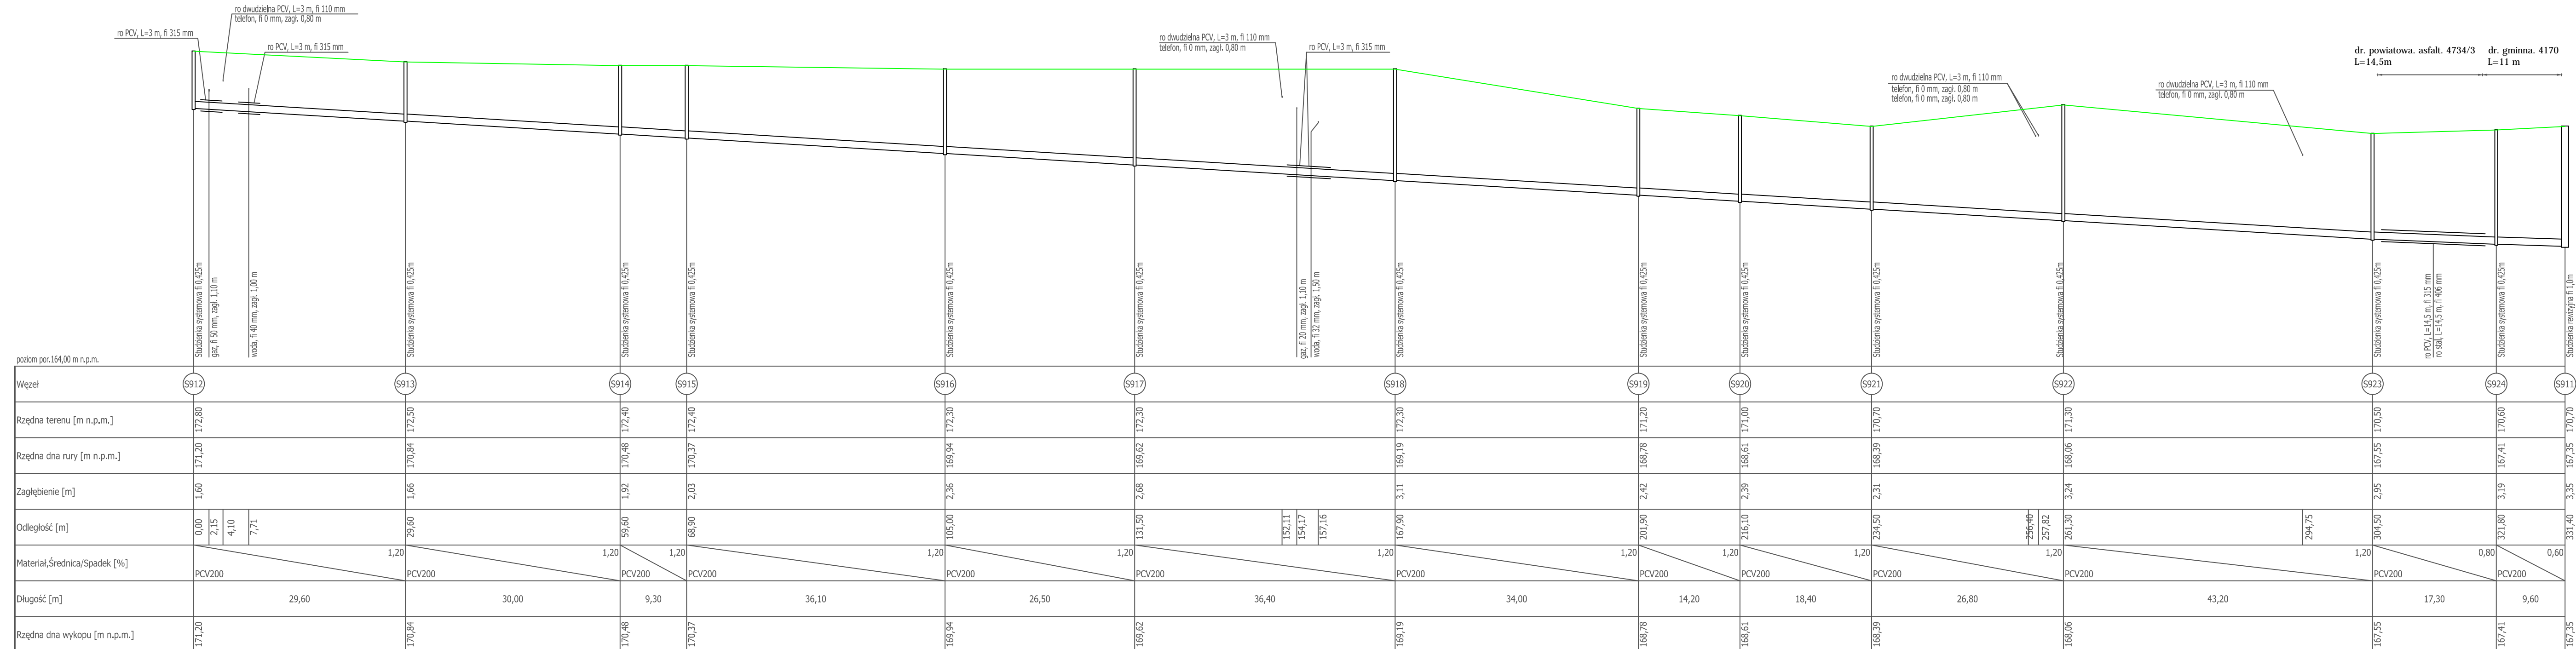 ro dwudzielna PCV, L=3 m, fi 110 mm
telefon, fi 0 mm, zagł. 0,80 m
ro PCV, L=3 m, fi 315 mm
ro PCV, L=3 m, fi 315 mm
ro dwudzielna PCV, L=3 m, fi 110 mm
telefon, fi 0 mm, zagł. 0,80 m
ro PCV, L=3 m, fi 315 mm
ro dwudzielna PCV, L=3 m, fi 110 mm
telefon, fi 0 mm, zagł. 0,80 m
telefon, fi 0 mm, zagł. 0,80 m
ro dwudzielna PCV, L=3 m, fi 110 mm
telefon, fi 0 mm, zagł. 0,80 m
dr. powiatowa. asfalt. 4734/3
L=14,5m
dr. gminna. 4170
L=11 m
Studzienka systemowa fi 0,425m
gaz, fi 50 mm, zagł. 1,10 m
woda, fi 40 mm, zagł. 1,00 m
Studzienka systemowa fi 0,425m
Studzienka systemowa fi 0,425m
Studzienka systemowa fi 0,425m
Studzienka systemowa fi 0,425m
Studzienka systemowa fi 0,425m
gaz, fi 20 mm, zagł. 1,10 m
woda, fi 32 mm, zagł. 1,50 m
Studzienka systemowa fi 0,425m
Studzienka systemowa fi 0,425m
Studzienka systemowa fi 0,425m
Studzienka systemowa fi 0,425m
Studzienka systemowa fi 0,425m
Studzienka systemowa fi 0,425m
ro PCV, L=14,5 m, fi 315 mm
ro stal, L=14,5 m, fi 406 mm
Studzienka systemowa fi 0,425m
Studzienka rewizyjna fi 1,0m
poziom por.164,00 m n.p.m.
Węzeł S912 S913 S914 S915 S916 S917 S918 S919 S920 S921 S922 S923 S924 S911
Rzędna terenu [m n.p.m.] 172,80 172,50 172,40 172,40 172,30 172,30 172,30 171,20 171,00 170,70 171,30 170,50 170,60 170,70
Rzędna dna rury [m n.p.m.] 171,20 170,84 170,48 170,37 169,94 169,62 169,19 168,78 168,61 168,39 168,06 167,55 167,41 167,35
Zagłębienie [m] 1,60 1,66 1,92 2,03 2,36 2,68 3,11 2,42 2,39 2,31 3,24 2,95 3,19 3,35
Odległość [m] 0,00 2,15 4,10 7,71 29,60 59,60 68,90 105,00 131,50 152,11 154,17 157,16 167,90 201,90 216,10 234,50 256,40 257,82 261,30 294,75 304,50 321,80 331,40
1,20 1,20 1,20 1,20 1,20 1,20 1,20 1,20 1,20 1,20 1,20 0,80 0,60
Materiał,Średnica/Spadek [%]
PCV200 PCV200 PCV200 PCV200 PCV200 PCV200 PCV200 PCV200 PCV200 PCV200 PCV200 PCV200 PCV200
Długość [m] 29,60 30,00 9,30 36,10 26,50 36,40 34,00 14,20 18,40 26,80 43,20 17,30 9,60
Rzędna dna wykopu [m n.p.m.] 171,20 170,84 170,48 170,37 169,94 169,62 169,19 168,78 168,61 168,39 168,06 167,55 167,41 167,35